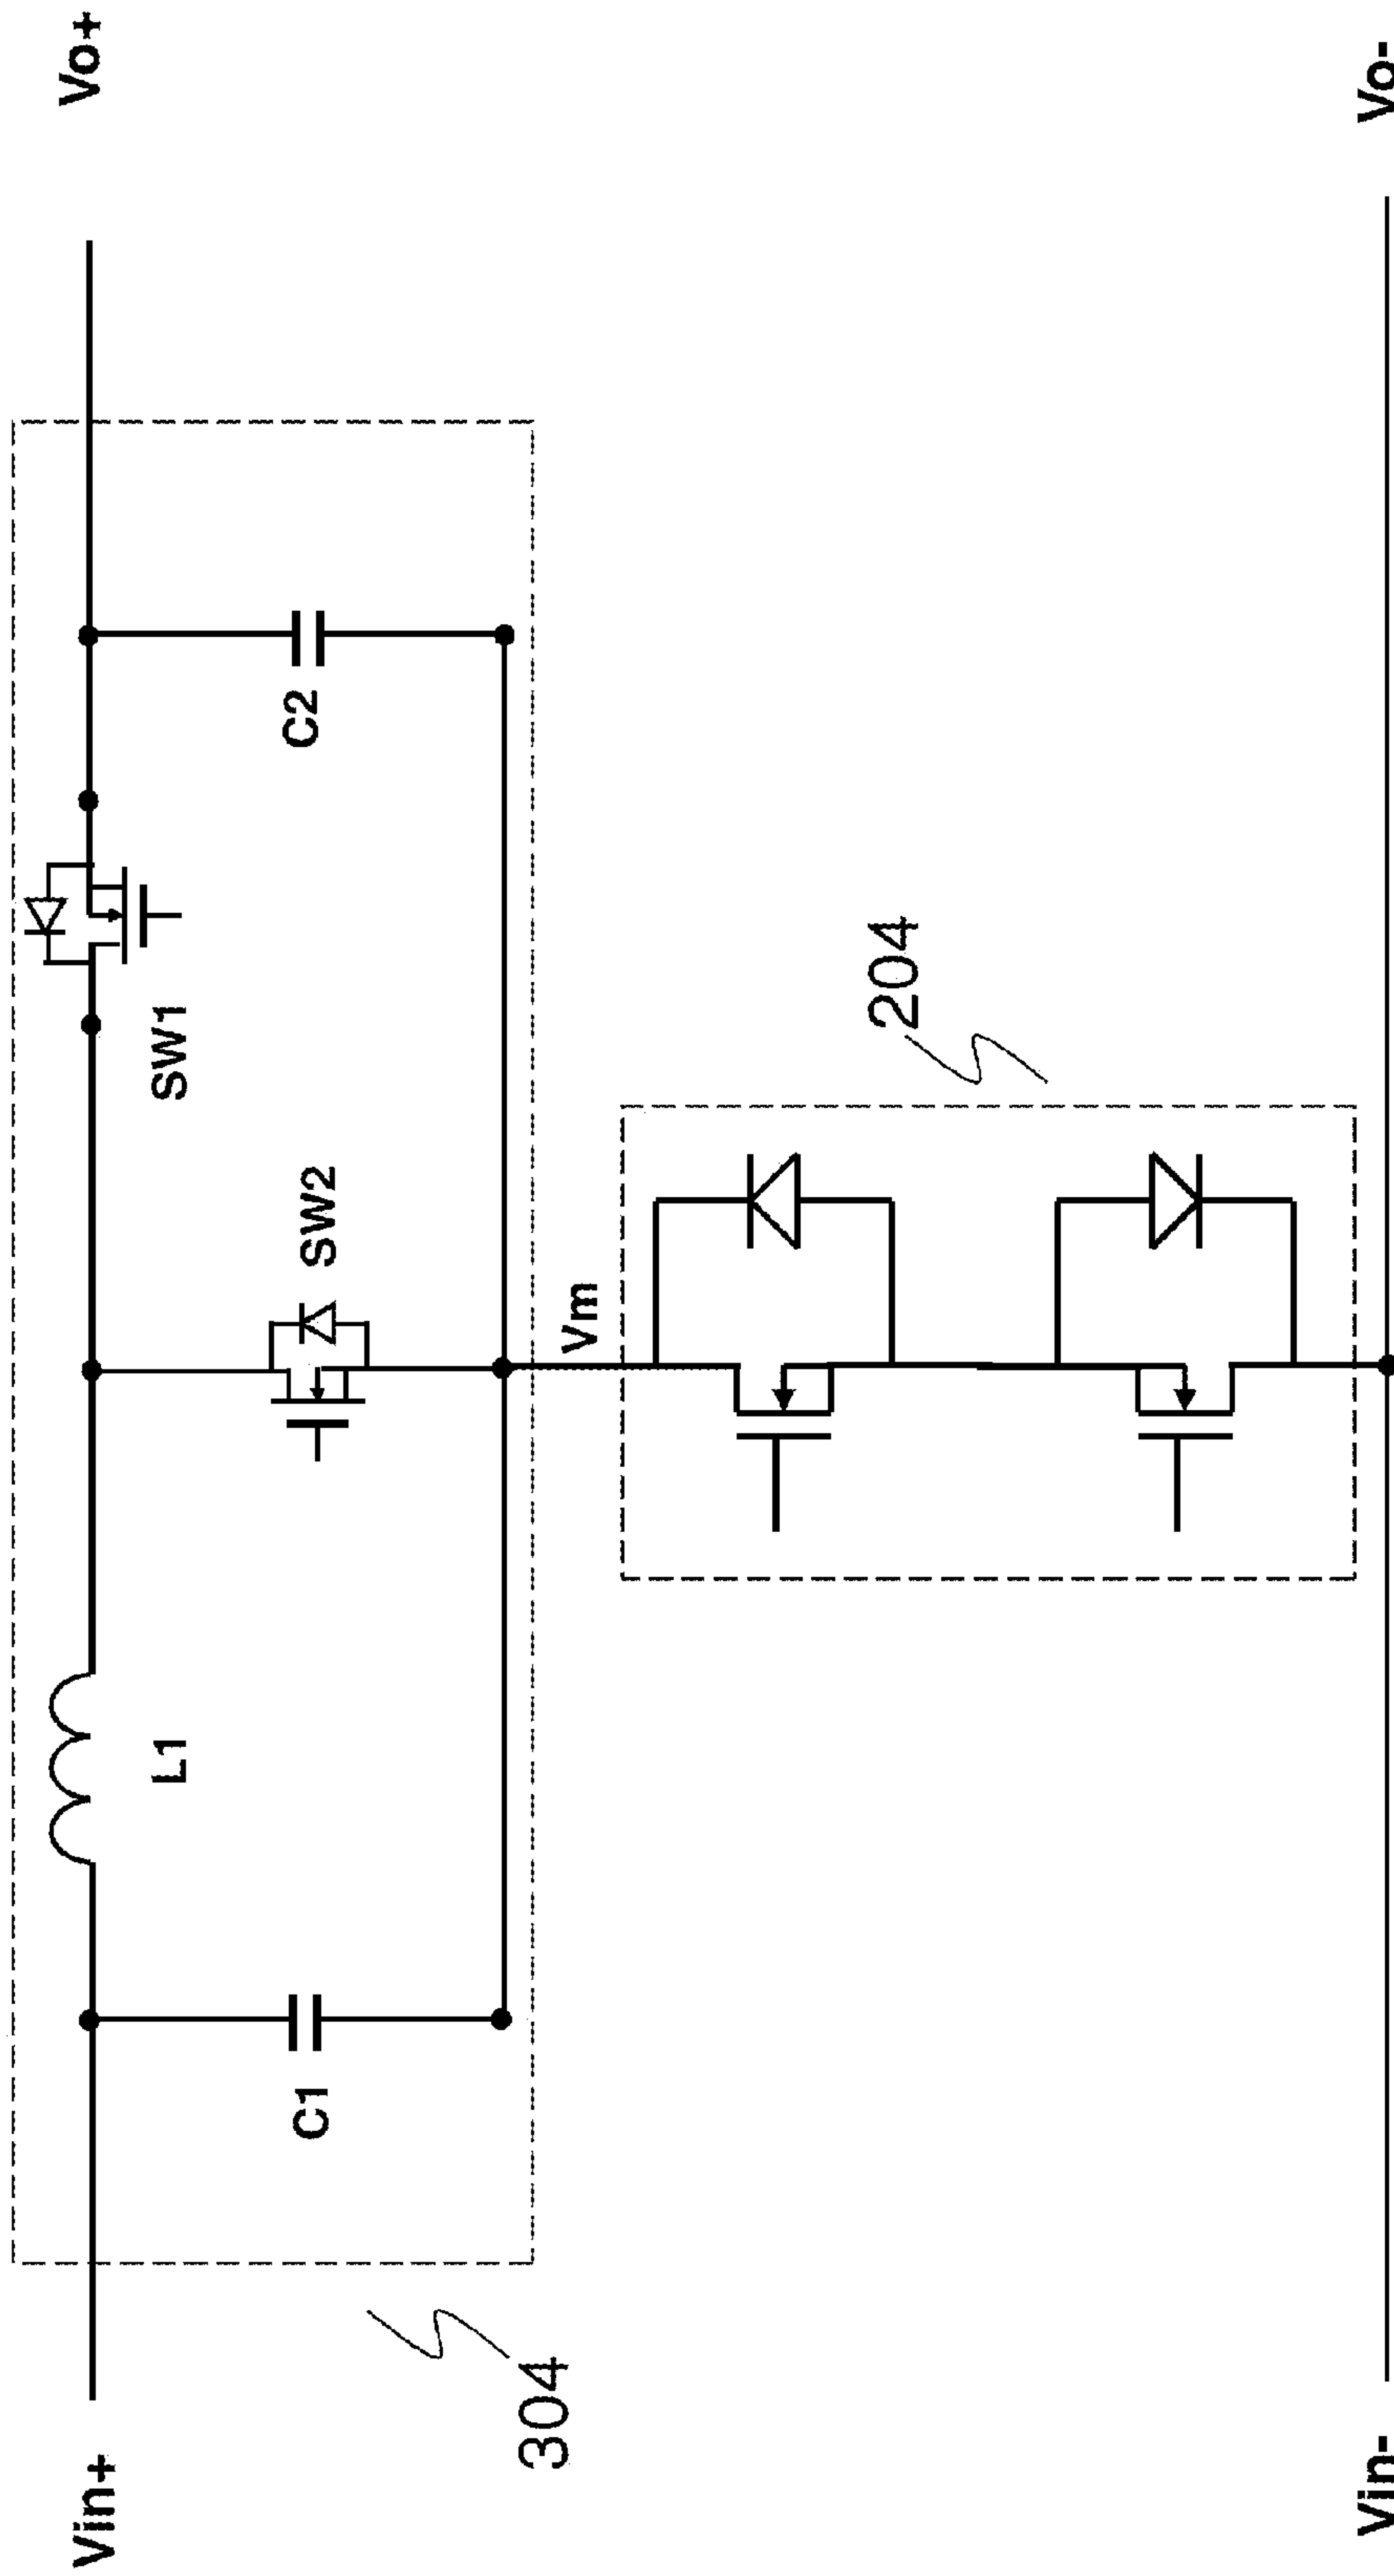 Vin+
Vo+
L1
SW1
C1
SW2
C2
304
Vm
204
Vin-
Vo-